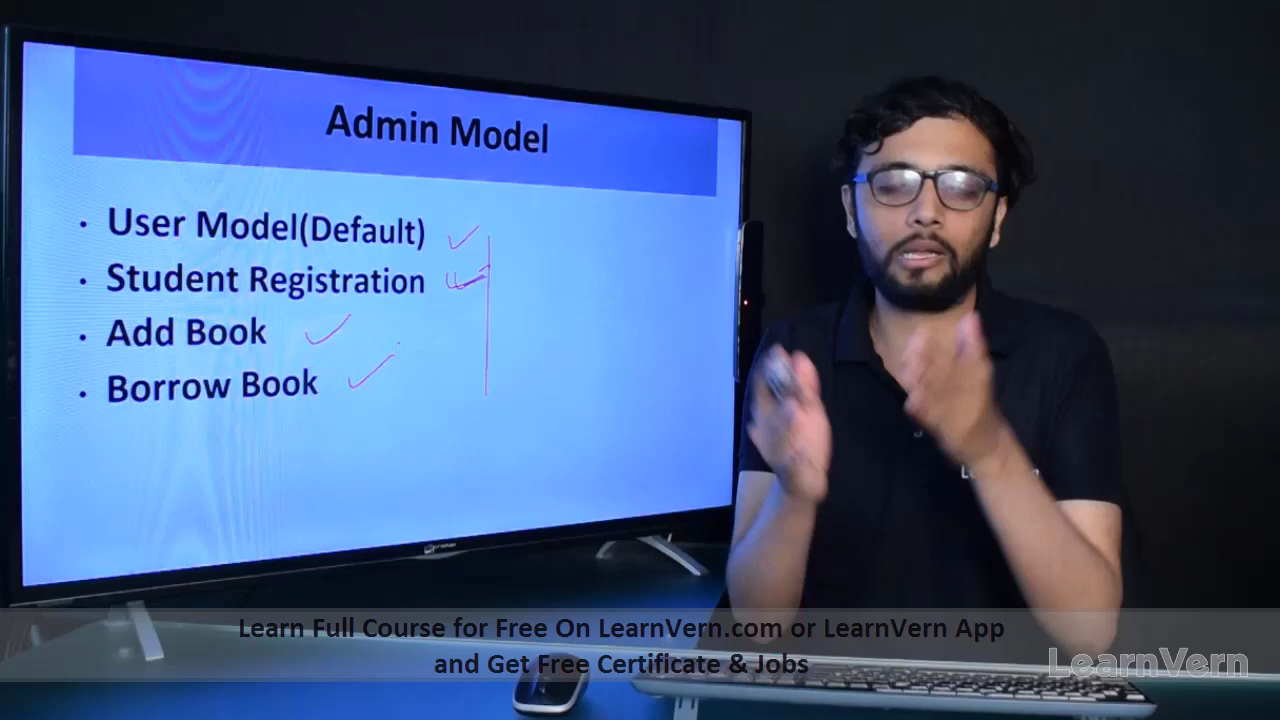 Admin Model
• User Model(Default)
• Student Registration
• Add Book
• Borrow Book
Learn Full Course for Free On LearnVern.com or LearnVern App
and Get Free Certificate & Jobs
LearnVern